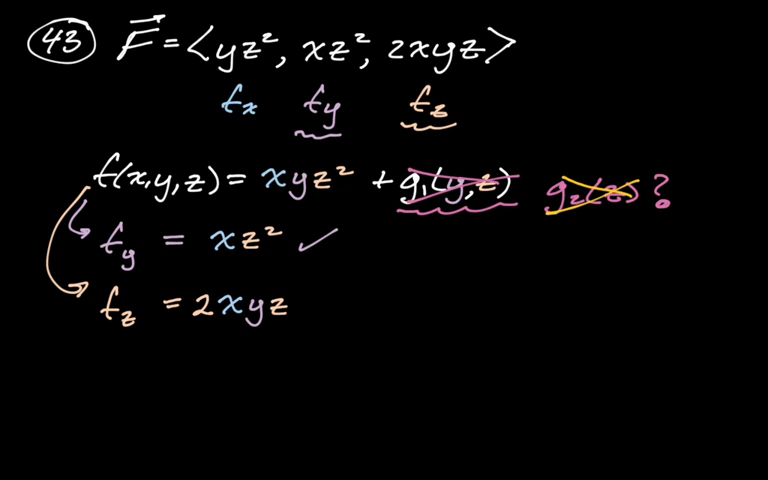 43 F⃗ = <yz², xz², 2xyz>
fx fy fz
f(x,y,z) = xyz² + g₁(y,z) g₂(z) ?
fy = xz² ✓
fz = 2xyz